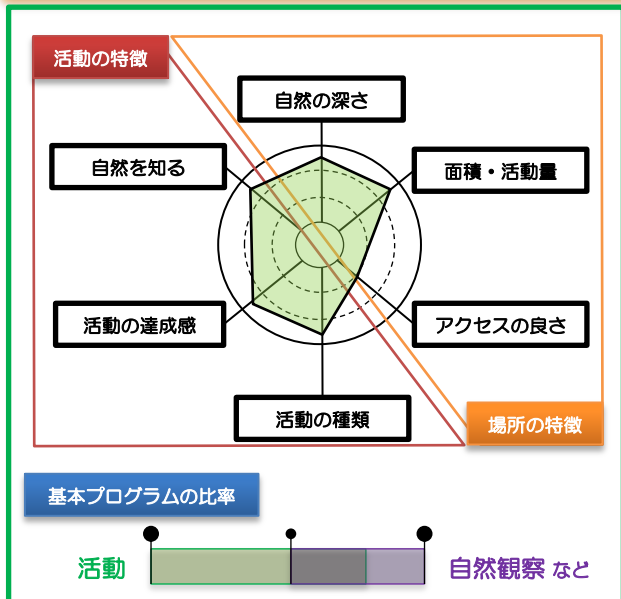 活動の特徴
自然の深さ
自然を知る
面積・活動量
活動の達成感
アクセスの良さ
活動の種類
場所の特徴
基本プログラムの比率
活動
自然観察 など